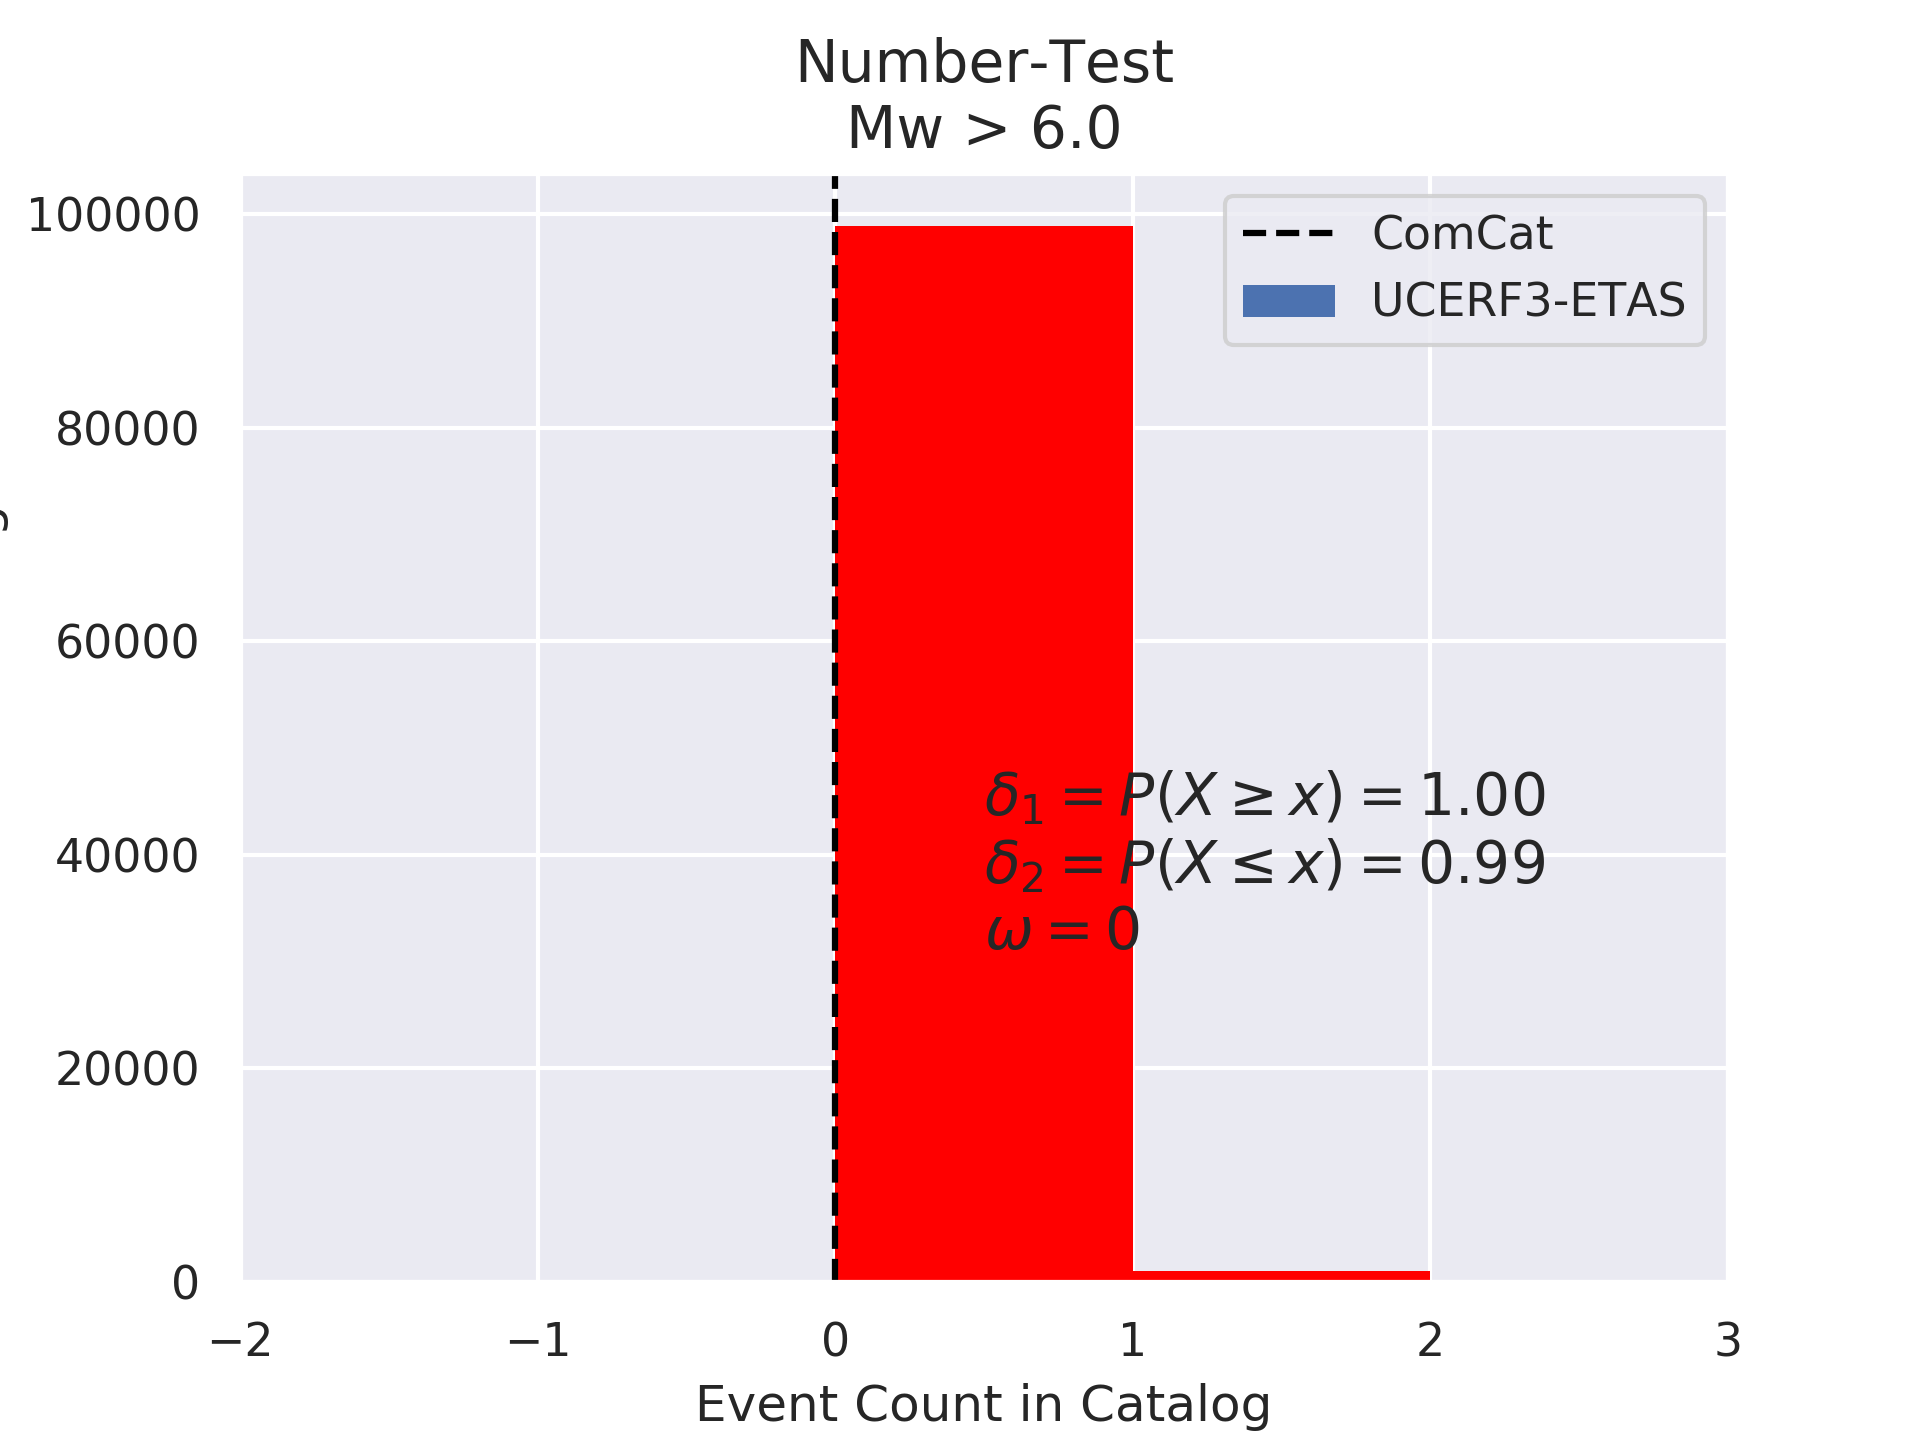 Number-Test
Mw > 6.0
100000
80000
60000
40000
20000
0
ComCat
UCERF3-ETAS
δ₁ = P(X ≥ x) = 1.00
δ₂ = P(X ≤ x) = 0.99
ω = 0
−2 −1 0 1 2 3
Event Count in Catalog